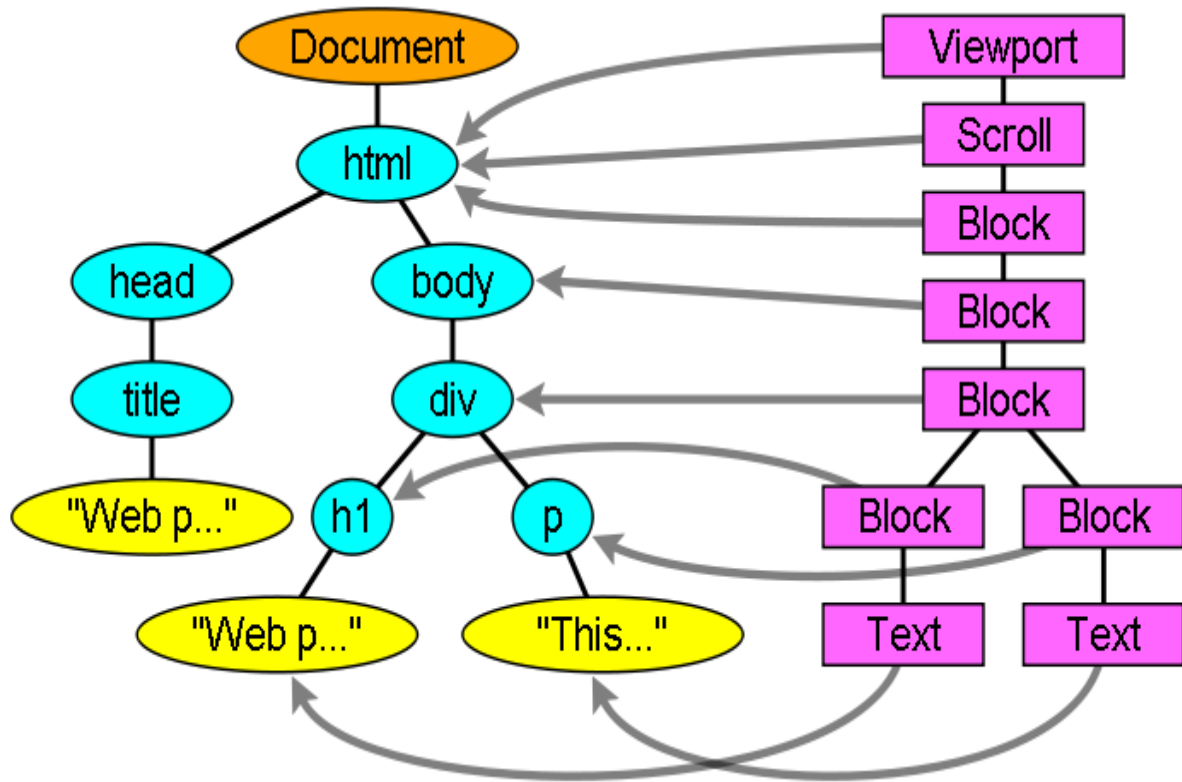 Document
Viewport
html
Scroll
Block
head
body
Block
title
div
Block
"Web p..."
h1
p
Block
Block
"Web p..."
"This..."
Text
Text